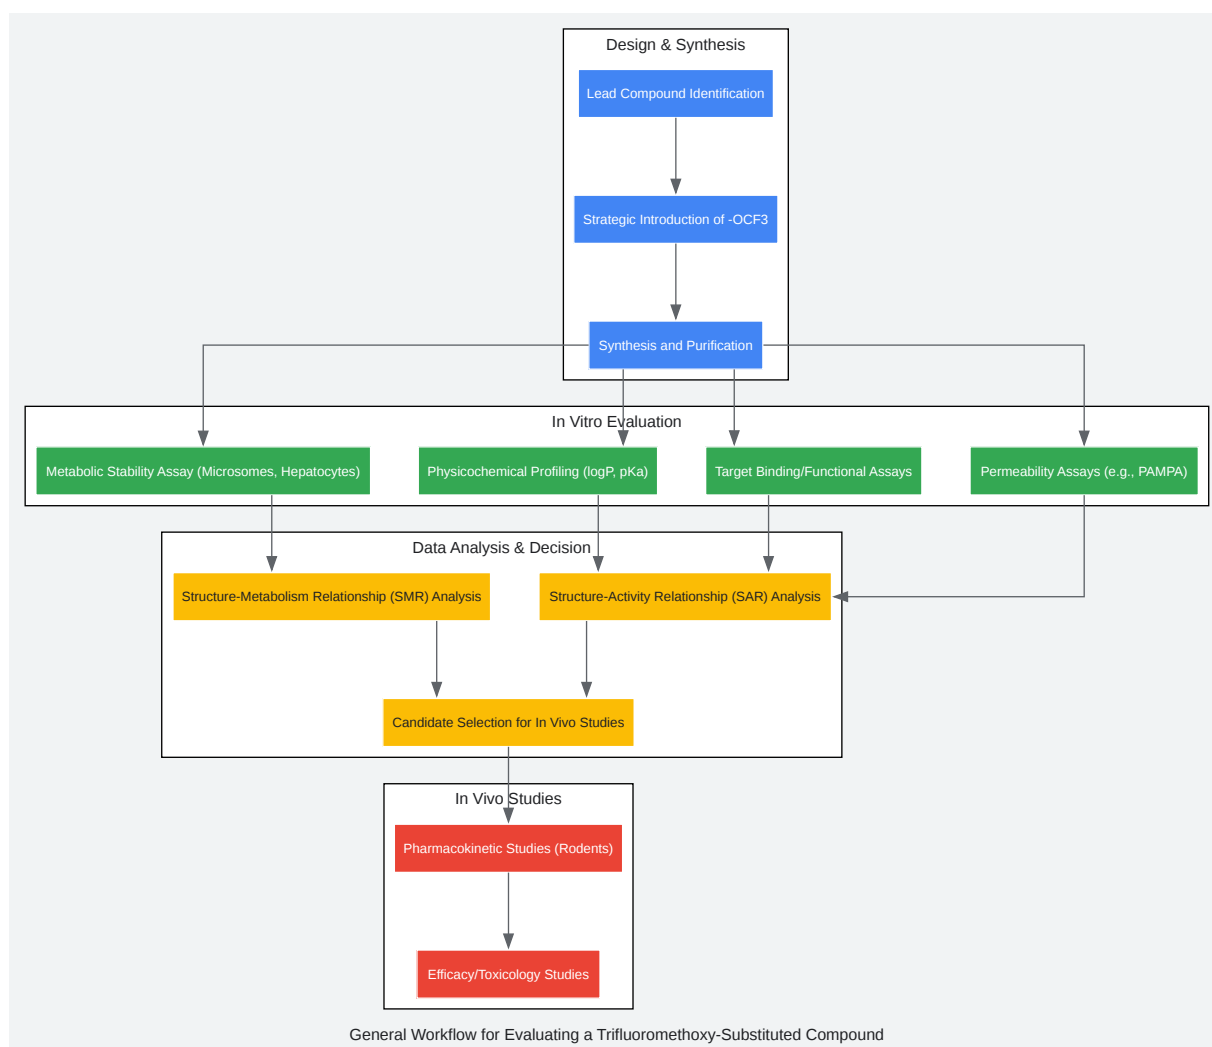 Design & Synthesis
Lead Compound Identification
Strategic Introduction of -OCF3
Synthesis and Purification
In Vitro Evaluation
Metabolic Stability Assay (Microsomes, Hepatocytes)
Physicochemical Profiling (logP, pKa)
Target Binding/Functional Assays
Permeability Assays (e.g., PAMPA)
Data Analysis & Decision
Structure-Metabolism Relationship (SMR) Analysis
Structure-Activity Relationship (SAR) Analysis
Candidate Selection for In Vivo Studies
In Vivo Studies
Pharmacokinetic Studies (Rodents)
Efficacy/Toxicology Studies
General Workflow for Evaluating a Trifluoromethoxy-Substituted Compound